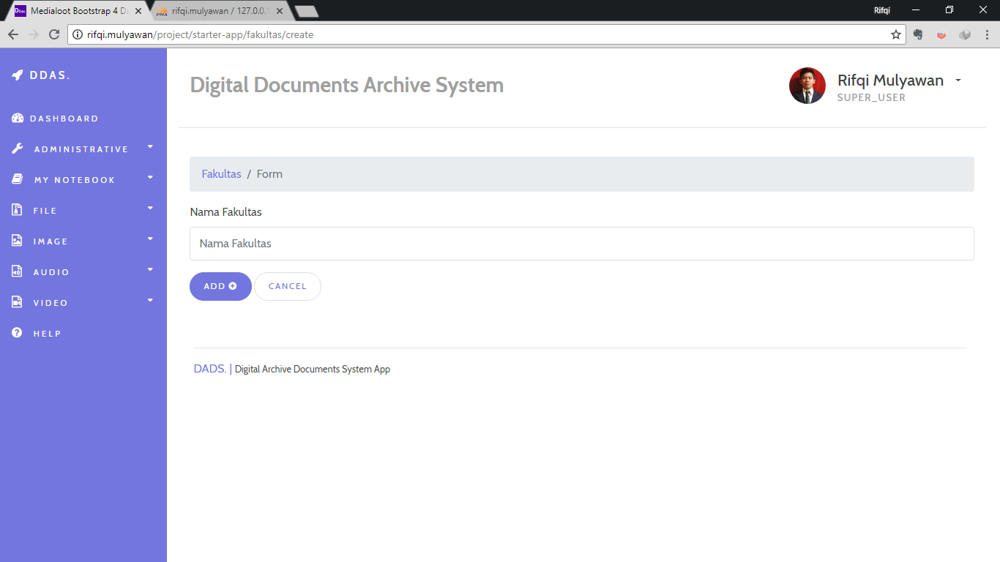 Medialoot Bootstrap 4 Da
rifqi.mulyawan / 127.0.0.1
Rifqi
rifqi.mulyawan/project/starter-app/fakultas/create
DDAS.
DASHBOARD
ADMINISTRATIVE
MY NOTEBOOK
FILE
IMAGE
AUDIO
VIDEO
HELP
Digital Documents Archive System
Rifqi Mulyawan
SUPER_USER
Fakultas / Form
Nama Fakultas
Nama Fakultas
ADD
CANCEL
DADS. | Digital Archive Documents System App